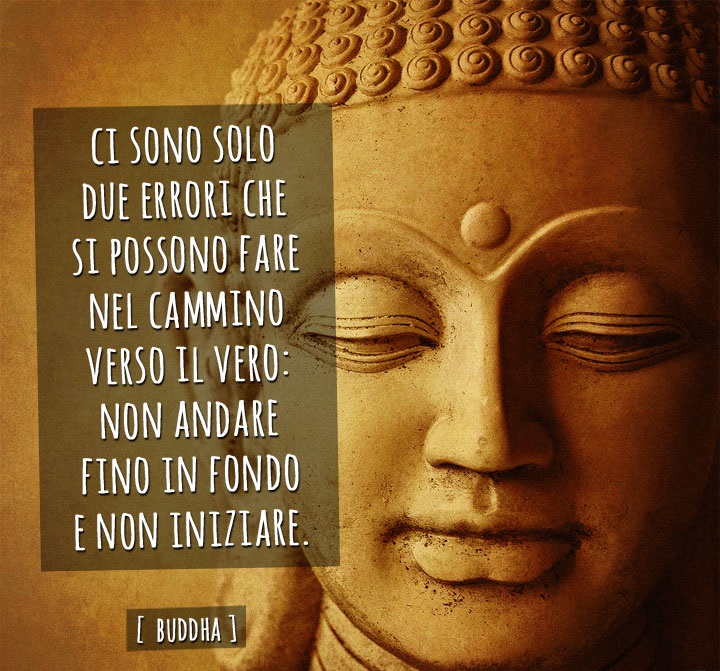 CI SONO SOLO
DUE ERRORI CHE
SI POSSONO FARE
NEL CAMMINO
VERSO IL VERO:
NON ANDARE
FINO IN FONDO
E NON INIZIARE.
[ BUDDHA ]